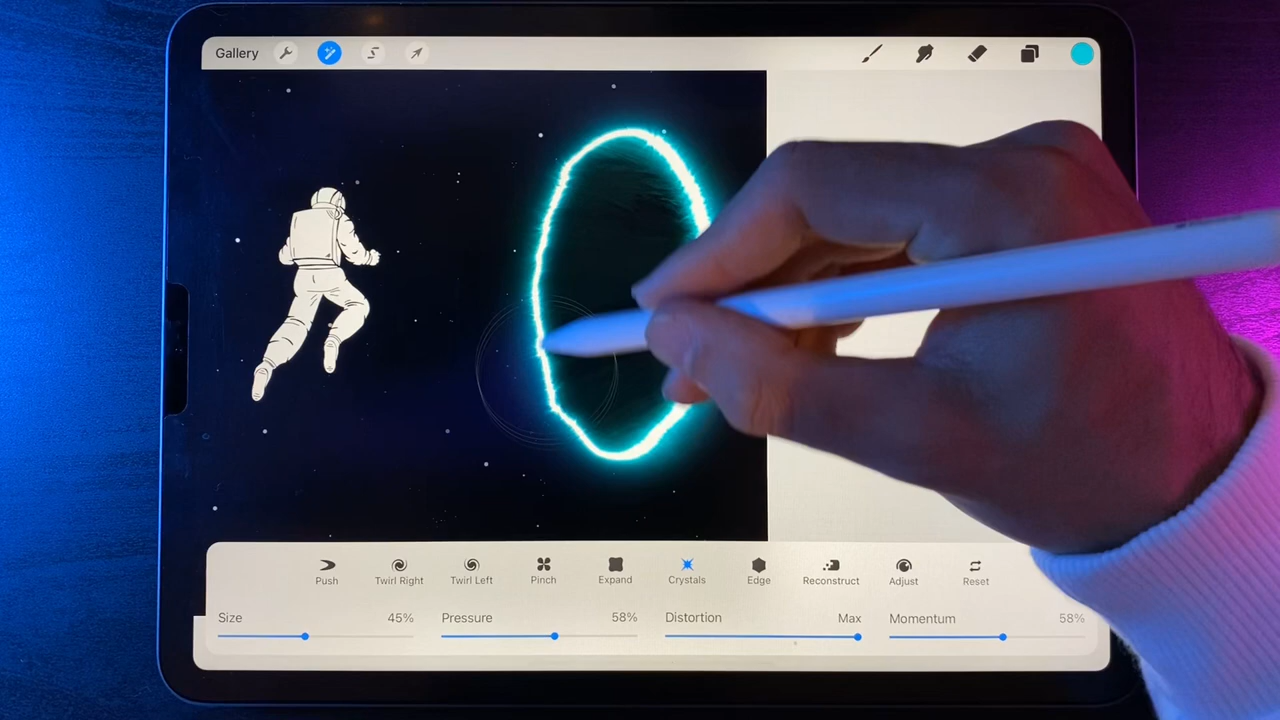 Gallery
Push Twirl Right Twirl Left Pinch Expand Crystals Edge Reconstruct Adjust Reset
Size 45% Pressure 58% Distortion Max Momentum 58%